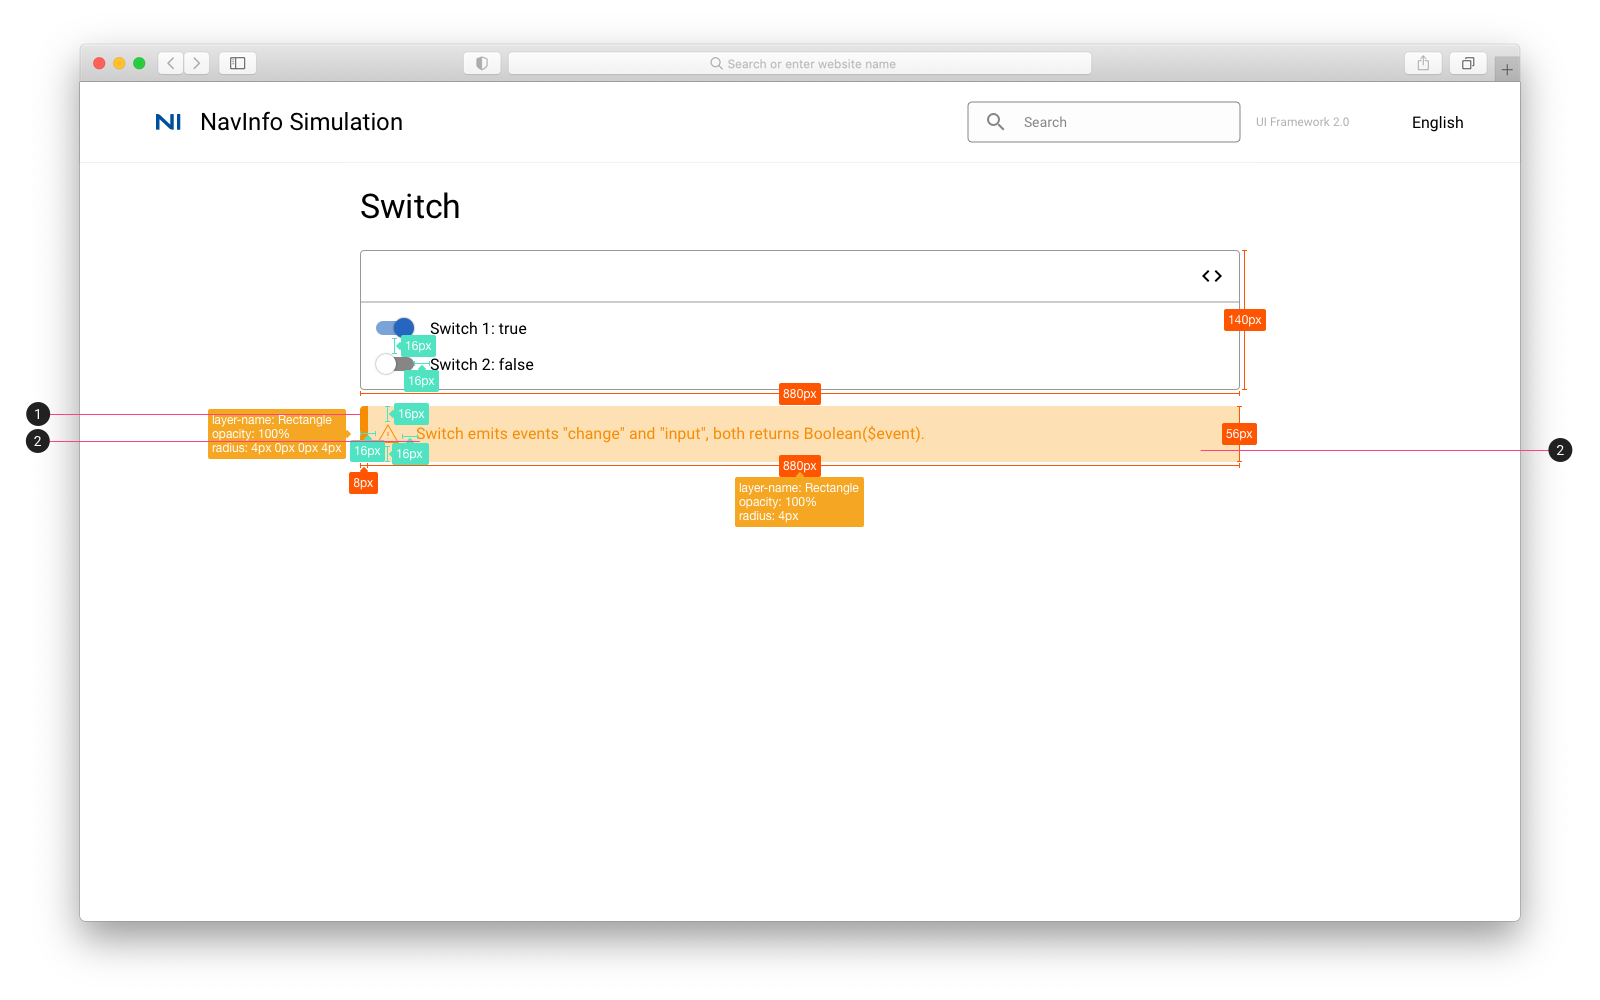 Search or enter website name
NI
NavInfo Simulation
Search
UI Framework 2.0
English
Switch
140px
Switch 1: true
16px
Switch 2: false
16px
880px
1
layer-name: Rectangle
opacity: 100%
radius: 4px 0px 0px 4px
16px
2
Switch emits events "change" and "input", both returns Boolean($event).
56px
16px
16px
2
880px
8px
layer-name: Rectangle
opacity: 100%
radius: 4px